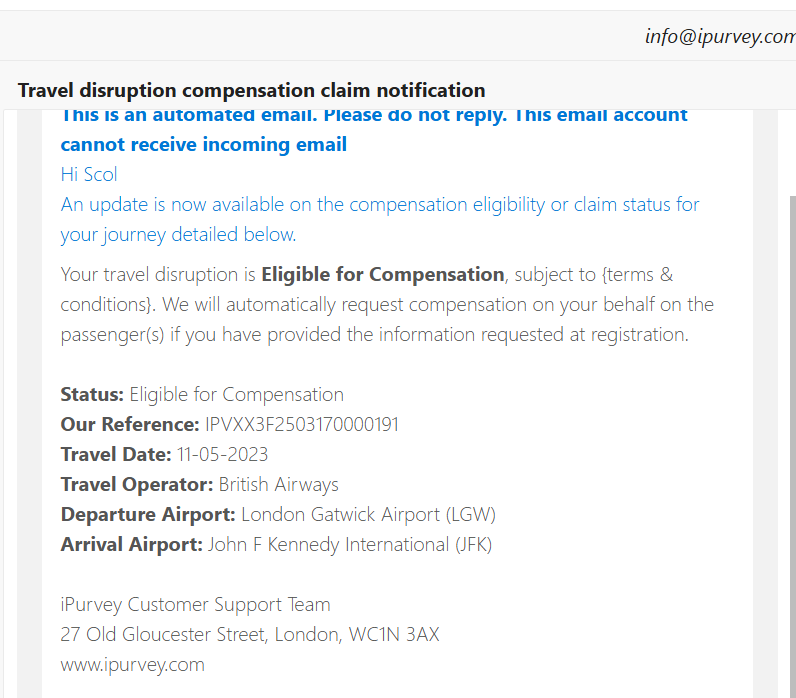 info@ipurvey.com
Travel disruption compensation claim notification
This is an automated email. Please do not reply. This email account
cannot receive incoming email
Hi Scol
An update is now available on the compensation eligibility or claim status for
your journey detailed below.
Your travel disruption is Eligible for Compensation, subject to {terms &
conditions}. We will automatically request compensation on your behalf on the
passenger(s) if you have provided the information requested at registration.
Status: Eligible for Compensation
Our Reference: IPVXX3F2503170000191
Travel Date: 11-05-2023
Travel Operator: British Airways
Departure Airport: London Gatwick Airport (LGW)
Arrival Airport: John F Kennedy International (JFK)
iPurvey Customer Support Team
27 Old Gloucester Street, London, WC1N 3AX
www.ipurvey.com